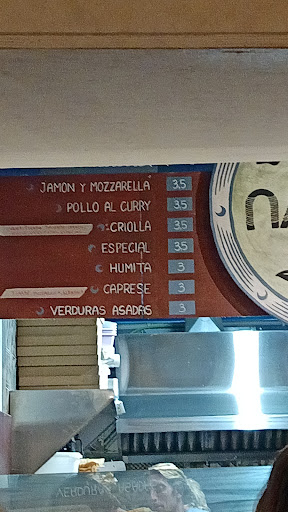 JAMON Y MOZZARELLA 3,5
POLLO AL CURRY 3,5
CRIOLLA 3,5
ESPECIAL 3,5
HUMITA 3
CAPRESE 3
VERDURAS ASADAS 3